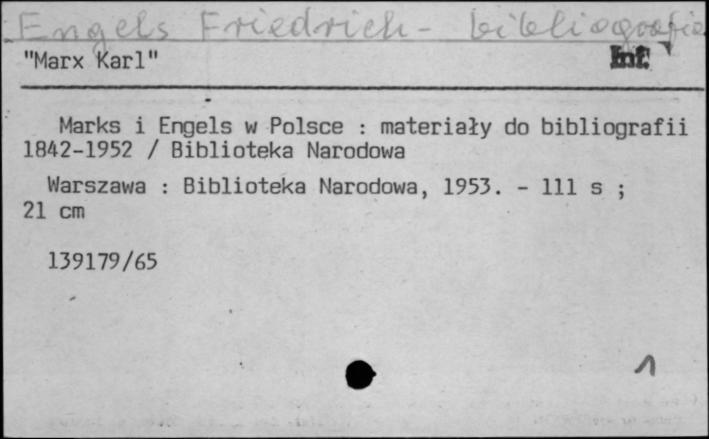 Engels Friedrich - bibliografia
"Marx Karl" Inf.
Marks i Engels w Polsce : materiały do bibliografii
1842-1952 / Biblioteka Narodowa
Warszawa : Biblioteka Narodowa, 1953. - 111 s ;
21 cm
139179/65
1